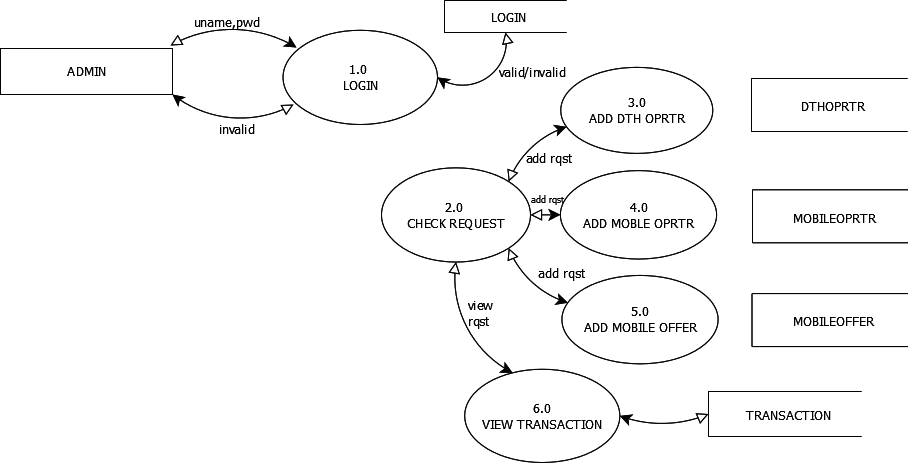 uname,pwd
LOGIN
ADMIN
1.0
LOGIN
valid/invalid
invalid
3.0
ADD DTH OPRTR
DTHOPRTR
add rqst
2.0
CHECK REQUEST
add rqst
4.0
ADD MOBLE OPRTR
MOBILEOPRTR
add rqst
5.0
ADD MOBILE OFFER
MOBILEOFFER
view
rqst
6.0
VIEW TRANSACTION
TRANSACTION